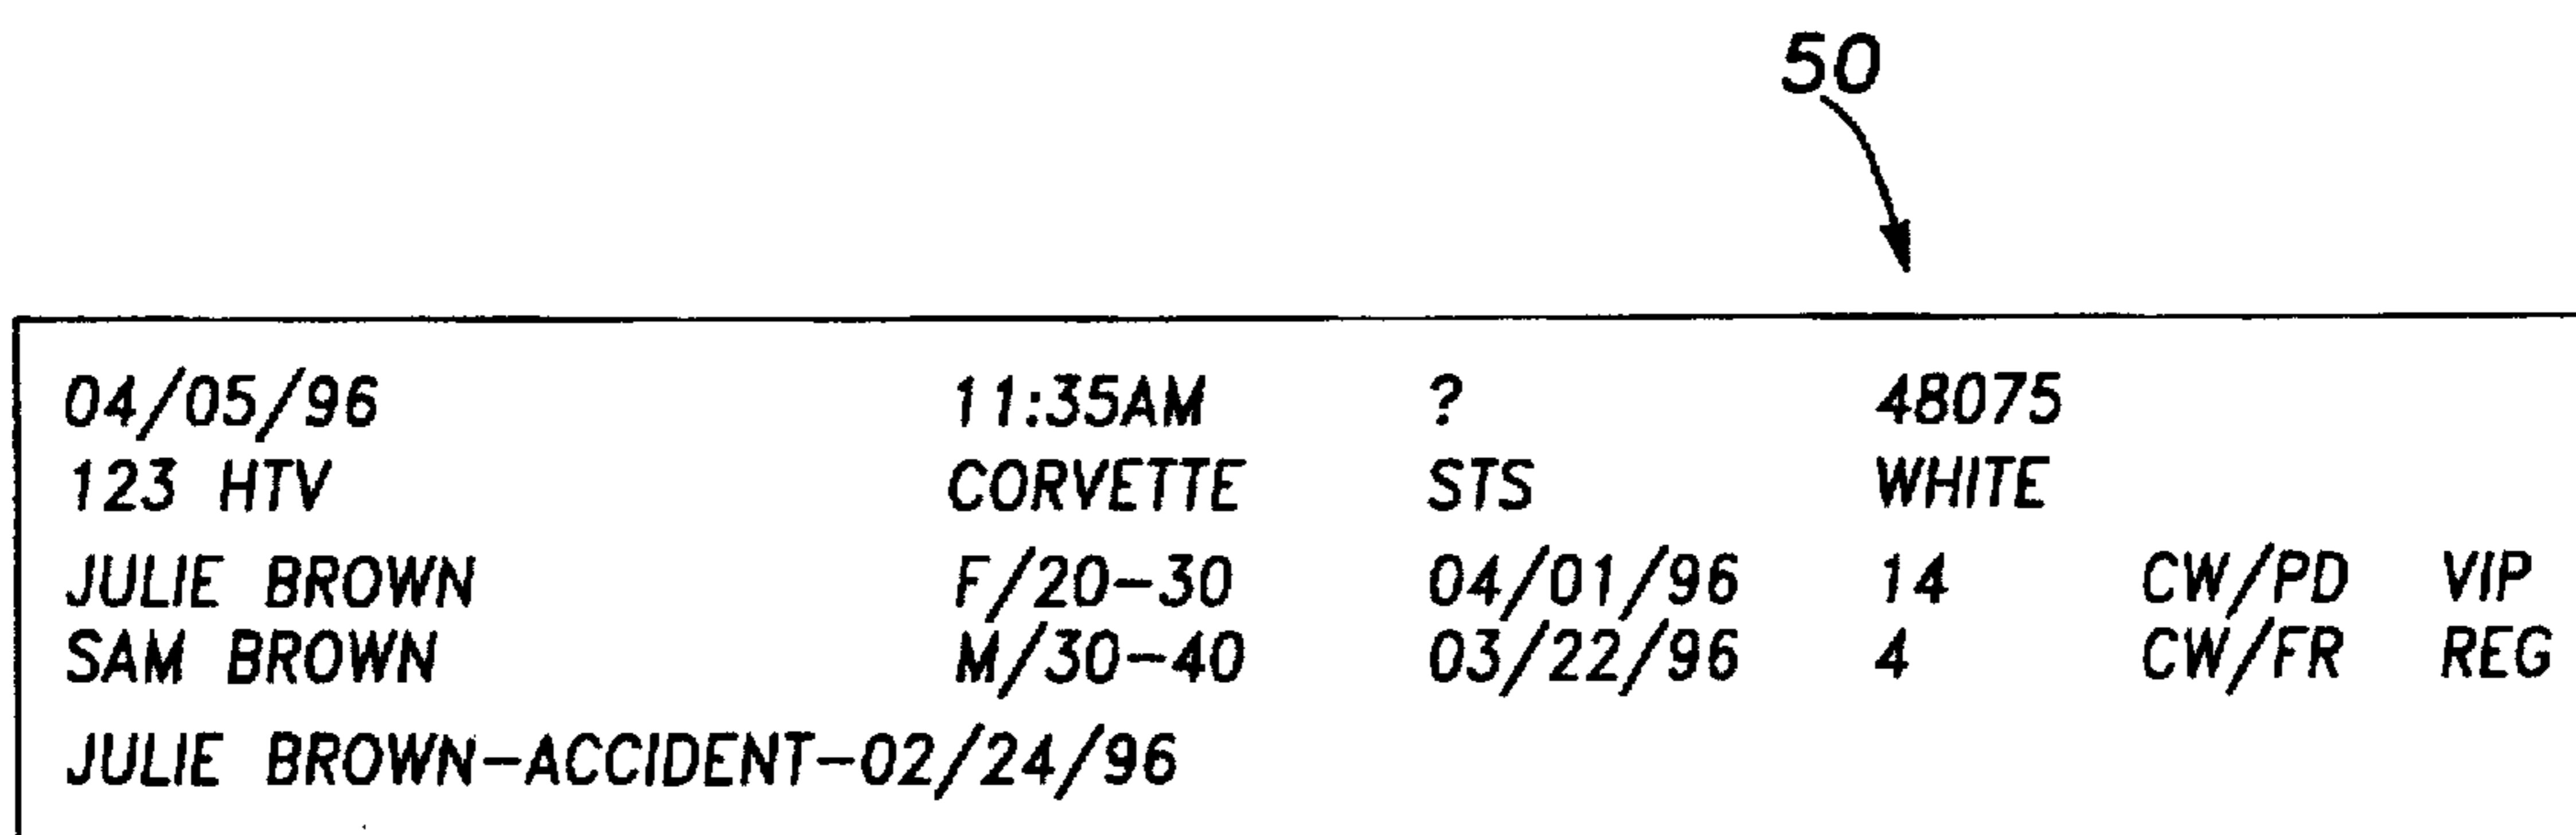 50
04/05/96 11:35AM ? 48075
123 HTV CORVETTE STS WHITE
JULIE BROWN F/20-30 04/01/96 14 CW/PD VIP
SAM BROWN M/30-40 03/22/96 4 CW/FR REG
JULIE BROWN-ACCIDENT-02/24/96